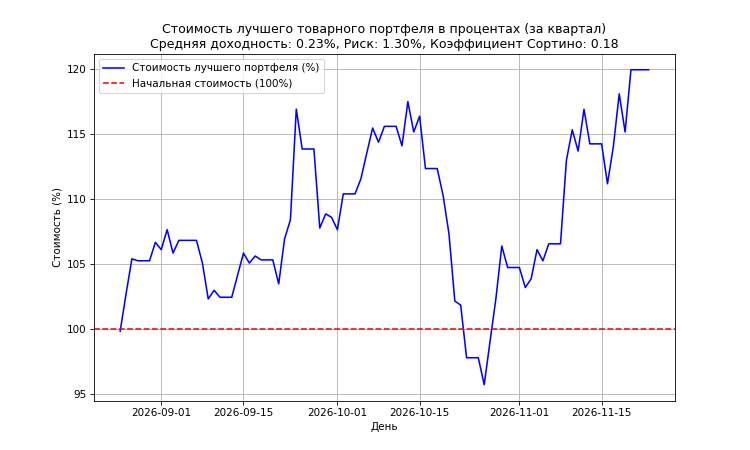 Стоимость лучшего товарного портфеля в процентах (за квартал)
Средняя доходность: 0.23%, Риск: 1.30%, Коэффициент Сортино: 0.18
Стоимость лучшего портфеля (%)
Начальная стоимость (100%)
Стоимость (%)
120
115
110
105
100
95
2026-09-01
2026-09-15
2026-10-01
2026-10-15
2026-11-01
2026-11-15
День